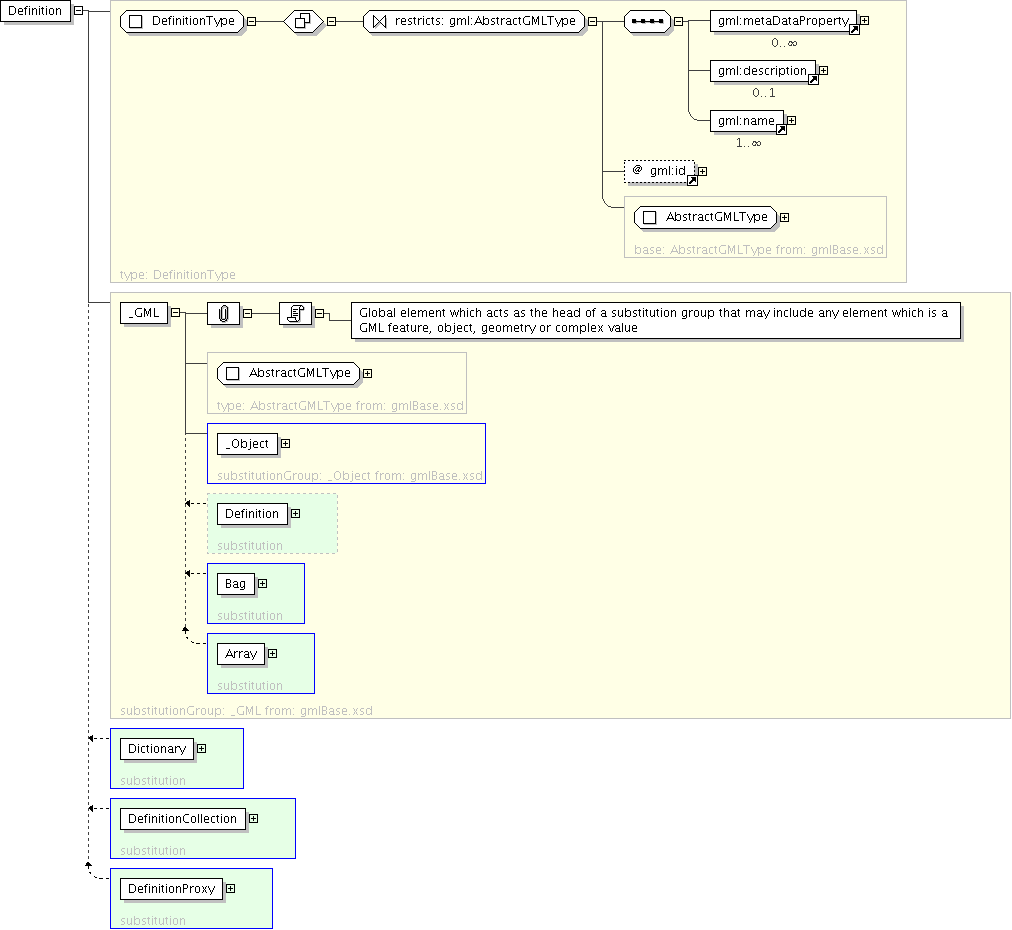 Definition
DefinitionType
restricts: gml:AbstractGMLType
gml:metaDataProperty
0..∞
gml:description
0..1
gml:name
1..∞
@ gml:id
AbstractGMLType
base: AbstractGMLType from: gmlBase.xsd
type: DefinitionType
_GML
Global element which acts as the head of a substitution group that may include any element which is a
GML feature, object, geometry or complex value
AbstractGMLType
type: AbstractGMLType from: gmlBase.xsd
_Object
substitutionGroup: _Object from: gmlBase.xsd
Definition
substitution
Bag
substitution
Array
substitution
substitutionGroup: _GML from: gmlBase.xsd
Dictionary
substitution
DefinitionCollection
substitution
DefinitionProxy
substitution